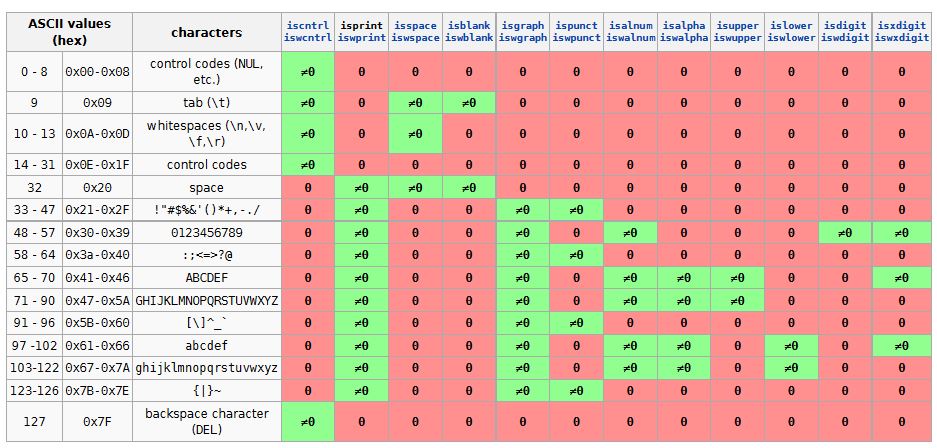 ASCII values (hex) characters iscntrl iswcntrl isprint iswprint isspace iswspace isblank iswblank isgraph iswgraph ispunct iswpunct isalnum iswalnum isalpha iswalpha isupper iswupper islower iswlower isdigit iswdigit isxdigit iswxdigit
0 - 8 0x00-0x08 control codes (NUL, etc.) ≠0 0 0 0 0 0 0 0 0 0 0 0
9 0x09 tab (\t) ≠0 0 ≠0 ≠0 0 0 0 0 0 0 0 0
10 - 13 0x0A-0x0D whitespaces (\n,\v, \f,\r) ≠0 0 ≠0 0 0 0 0 0 0 0 0 0
14 - 31 0x0E-0x1F control codes ≠0 0 0 0 0 0 0 0 0 0 0 0
32 0x20 space 0 ≠0 ≠0 ≠0 0 0 0 0 0 0 0 0
33 - 47 0x21-0x2F !"#$%&'()*+,-./ 0 ≠0 0 0 ≠0 ≠0 0 0 0 0 0 0
48 - 57 0x30-0x39 0123456789 0 ≠0 0 0 ≠0 0 ≠0 0 0 0 ≠0 ≠0
58 - 64 0x3a-0x40 :;<=>?@ 0 ≠0 0 0 ≠0 ≠0 0 0 0 0 0 0
65 - 70 0x41-0x46 ABCDEF 0 ≠0 0 0 ≠0 0 ≠0 ≠0 ≠0 0 0 ≠0
71 - 90 0x47-0x5A GHIJKLMNOPQRSTUVWXYZ 0 ≠0 0 0 ≠0 0 ≠0 ≠0 ≠0 0 0 0
91 - 96 0x5B-0x60 [\]^_` 0 ≠0 0 0 ≠0 ≠0 0 0 0 0 0 0
97 -102 0x61-0x66 abcdef 0 ≠0 0 0 ≠0 0 ≠0 ≠0 0 ≠0 0 ≠0
103-122 0x67-0x7A ghijklmnopqrstuvwxyz 0 ≠0 0 0 ≠0 0 ≠0 ≠0 0 ≠0 0 0
123-126 0x7B-0x7E {|}~ 0 ≠0 0 0 ≠0 ≠0 0 0 0 0 0 0
127 0x7F backspace character (DEL) ≠0 0 0 0 0 0 0 0 0 0 0 0